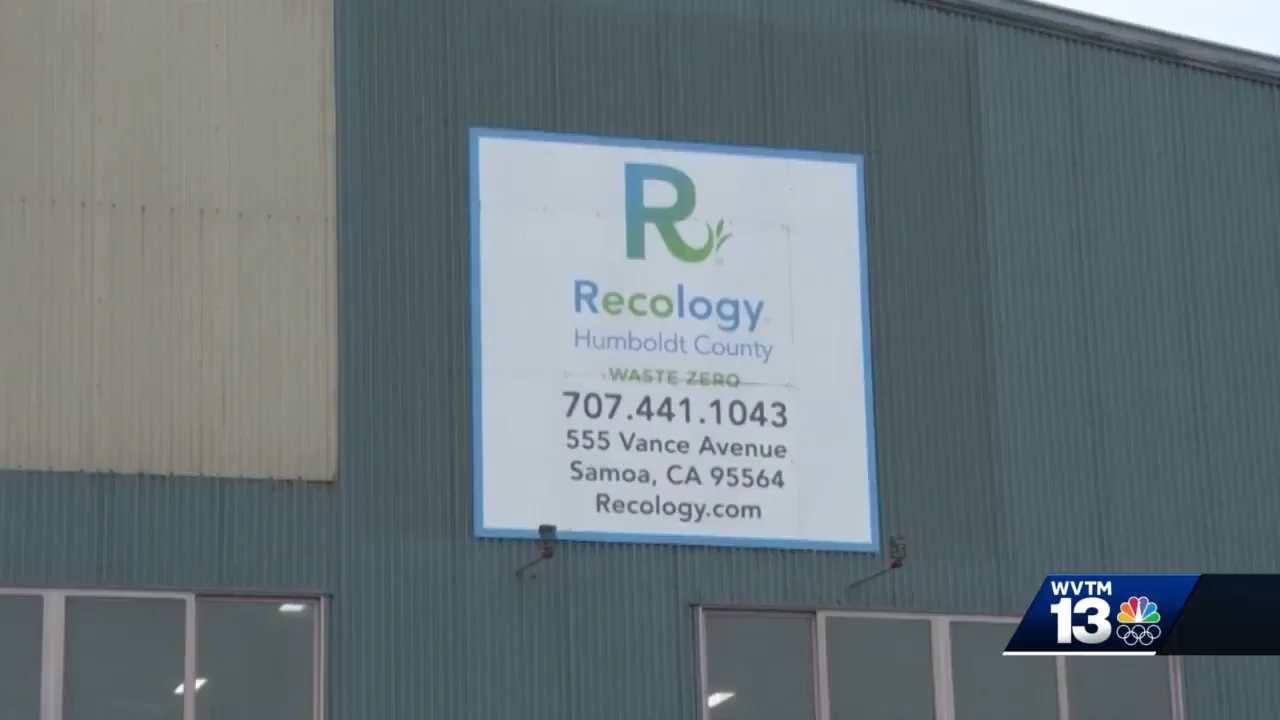 R
Recology
Humboldt County
WASTE ZERO
707.441.1043
555 Vance Avenue
Samoa, CA 95564
Recology.com
WVTM
13